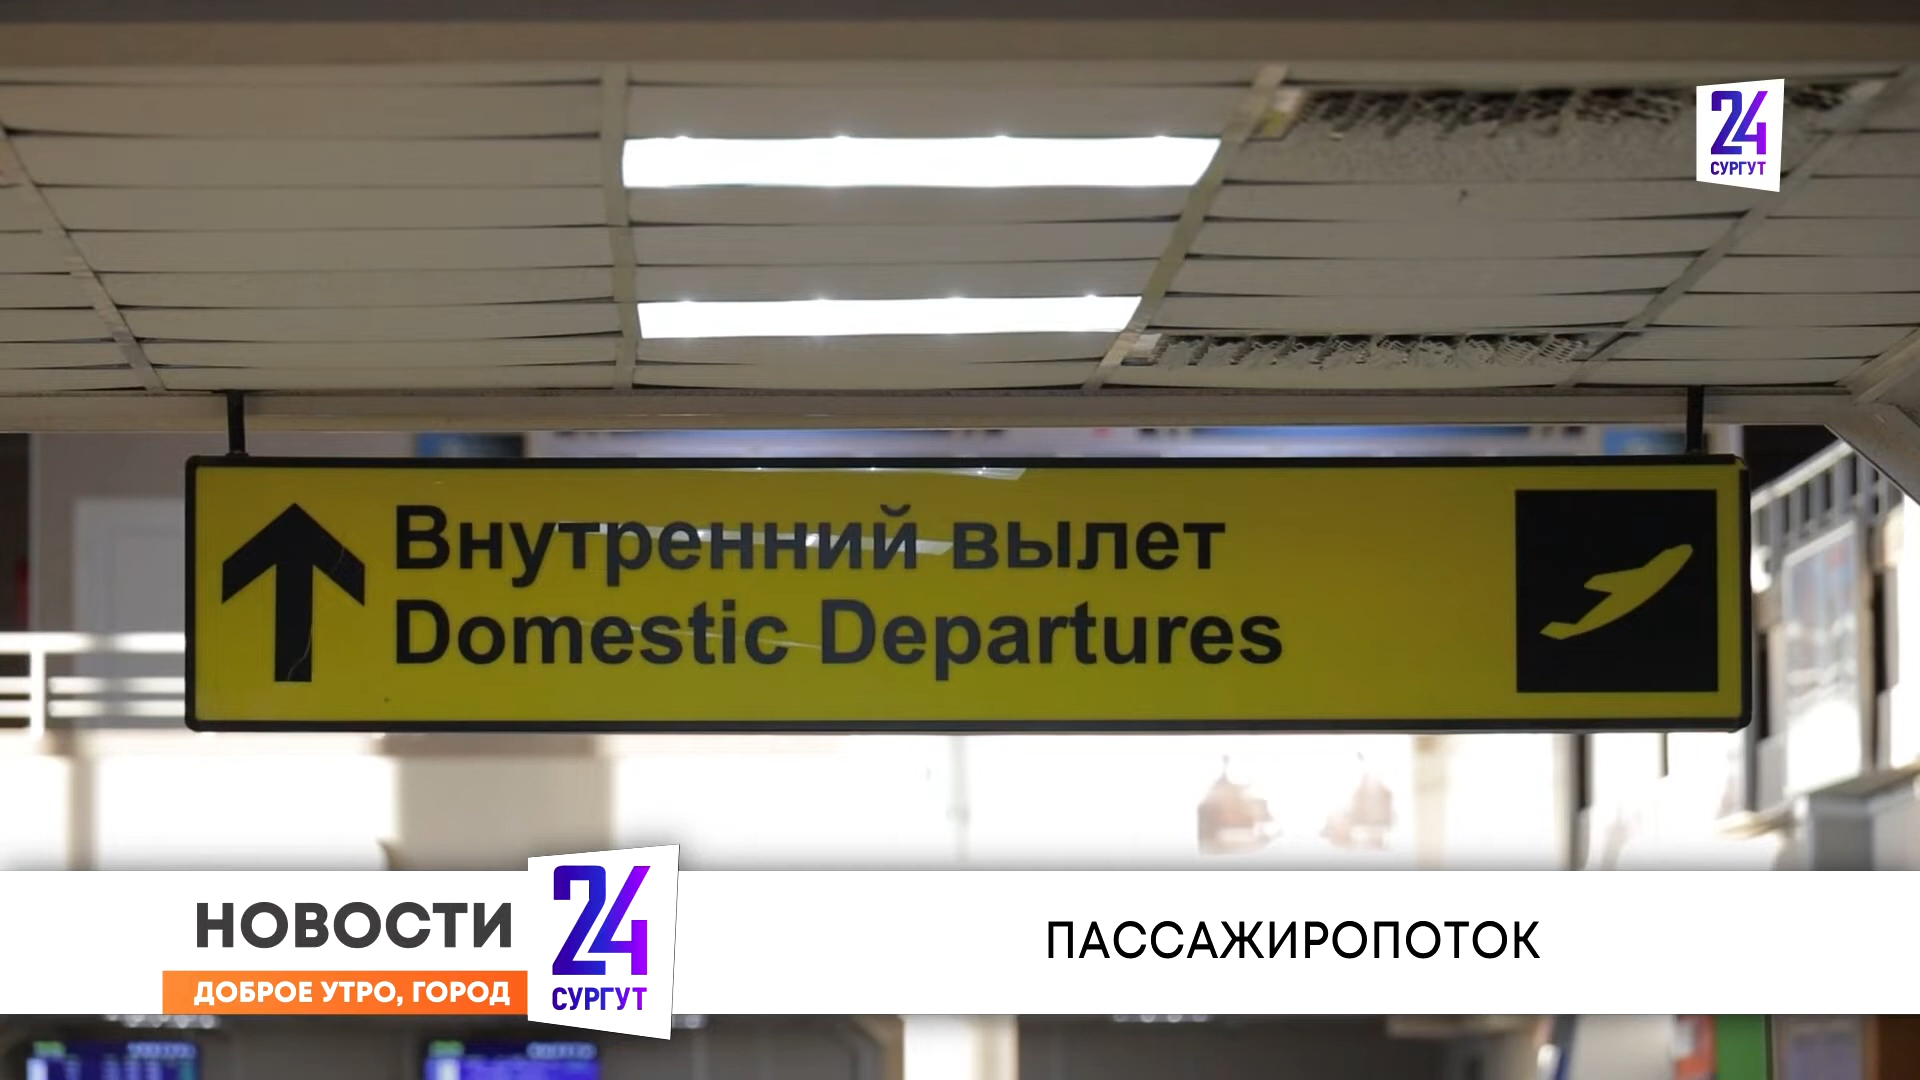 24
СУРГУТ
Внутренний вылет
Domestic Departures
НОВОСТИ
ДОБРОЕ УТРО, ГОРОД
24
СУРГУТ
ПАССАЖИРОПОТОК